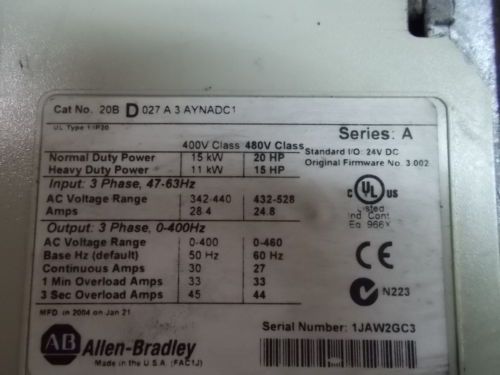 Cat No. 20B D 027 A 3 AYNADC1
UL Type 1/IP20
Series: A
400V Class 480V Class
Standard I/O: 24V DC
Original Firmware No. 3.002
Normal Duty Power 15 kW 20 HP
Heavy Duty Power 11 kW 15 HP
Input: 3 Phase, 47-63Hz
AC Voltage Range 342-440 432-528
Amps 28.4 24.8
Output: 3 Phase, 0-400Hz
AC Voltage Range 0-400 0-460
Base Hz (default) 50 Hz 60 Hz
Continuous Amps 30 27
1 Min Overload Amps 33 33
3 Sec Overload Amps 45 44
C UL US
Listed
Ind Cont
Eq 966X
CE
N223
MFD. in 2004 on Jan 21
Serial Number: 1JAW2GC3
AB Allen-Bradley
Made in the U.S.A. (FAC1J)